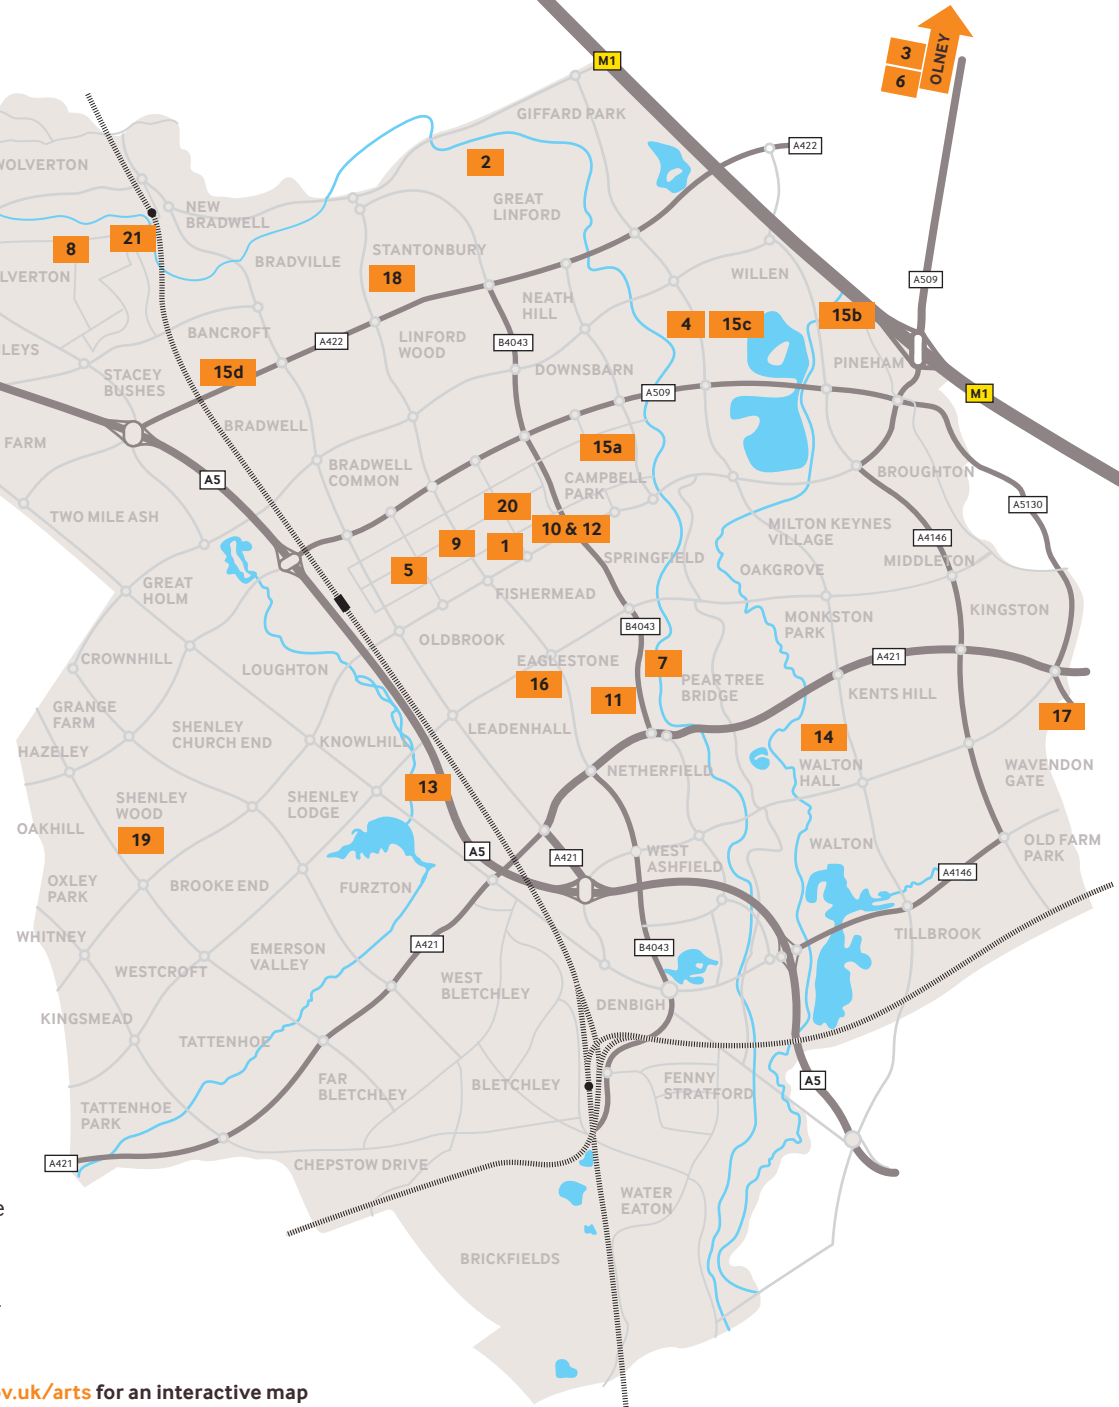 3
6
OLNEY
M1
GIFFARD PARK
A422
WOLVERTON
2
NEW
BRADWELL
GREAT
LINFORD
8
21
STANTONBURY
BRADVILLE
LVERTON
18
WILLEN
A509
NEATH
HILL
4
15c
15b
BANCROFT
A422
LINFORD
WOOD
B4043
LEYS
15d
STACEY
BUSHES
DOWNSBARN
PINEHAM
A509
M1
BRADWELL
FARM
15a
BRADWELL
COMMON
A5
CAMPBELL
PARK
BROUGHTON
20
A5130
TWO MILE ASH
10 & 12
MILTON KEYNES
VILLAGE
A4146
9
1
SPRINGFIELD
MIDDLETON
5
OAKGROVE
GREAT
HOLM
FISHERMEAD
KINGSTON
MONKSTON
PARK
B4043
OLDBROOK
CROWNHILL
EAGLESTONE
7
A421
LOUGHTON
16
PEAR TREE
BRIDGE
KENTS HILL
11
GRANGE
FARM
17
SHENLEY
CHURCH END
LEADENHALL
KNOWLHILL
14
HAZELEY
NETHERFIELD
WALTON
HALL
WAVENDON
GATE
13
SHENLEY
WOOD
SHENLEY
LODGE
OAKHILL
19
A5
A421
WEST
ASHFIELD
WALTON
OLD FARM
PARK
A4146
OXLEY
PARK
BROOKE END
FURZTON
WHITNEY
TILLBROOK
A421
B4043
EMERSON
VALLEY
WESTCROFT
WEST
BLETCHLEY
DENBIGH
KINGSMEAD
TATTENHOE
FAR
BLETCHLEY
BLETCHLEY
FENNY
STRATFORD
A5
TATTENHOE
PARK
A421
CHEPSTOW DRIVE
WATER
EATON
e
BRICKFIELDS
v.uk/arts for an interactive map